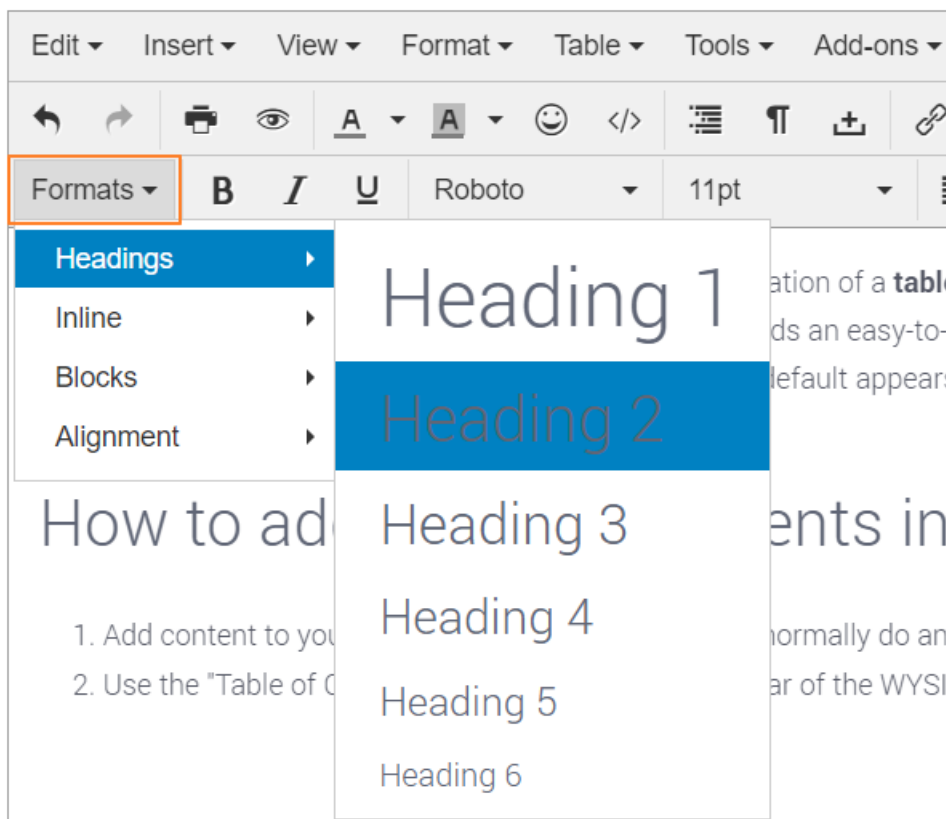 Edit Insert View Format Table Tools Add-ons
A A </> ¶
Formats B I U Roboto 11pt
Headings
Inline
Blocks
Alignment
Heading 1
Heading 2
Heading 3
Heading 4
Heading 5
Heading 6
ation of a tabl
ds an easy-to-
default appears
How to ad ents in
1. Add content to you normally do an
2. Use the "Table of C ar of the WYSI